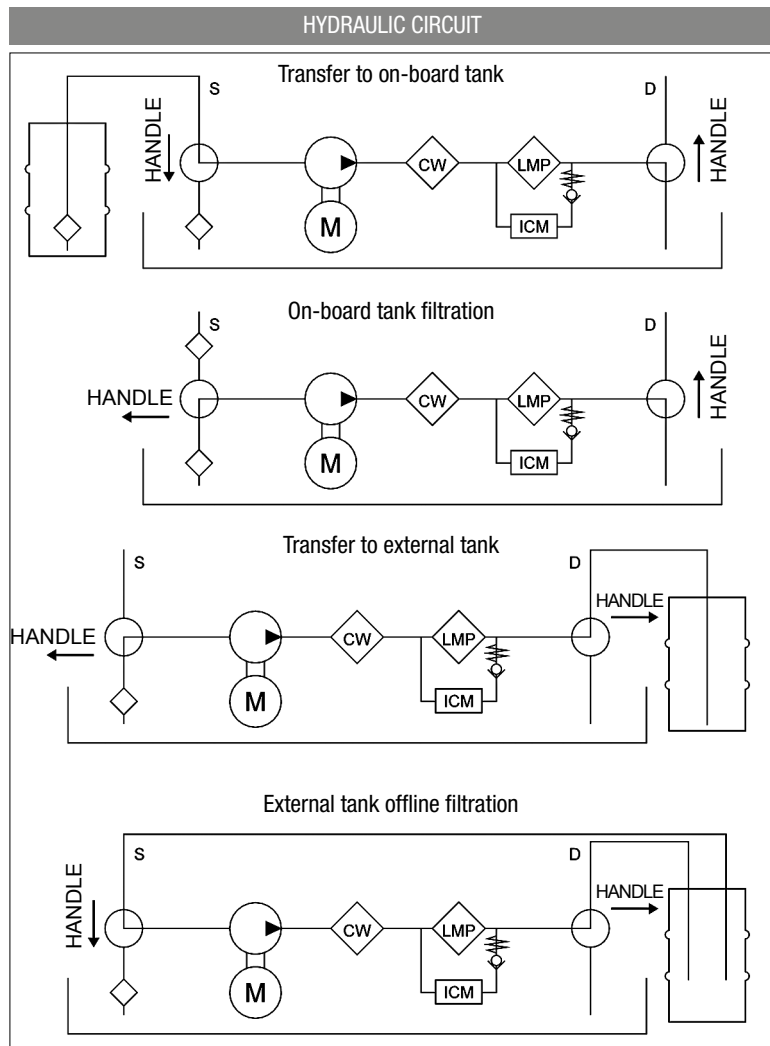 HYDRAULIC CIRCUIT
Transfer to on-board tank
S
D
HANDLE
HANDLE
CW
LMP
M
ICM
On-board tank filtration
S
D
HANDLE
HANDLE
CW
LMP
M
ICM
Transfer to external tank
S
D
HANDLE
HANDLE
CW
LMP
M
ICM
External tank offline filtration
S
D
HANDLE
HANDLE
CW
LMP
M
ICM